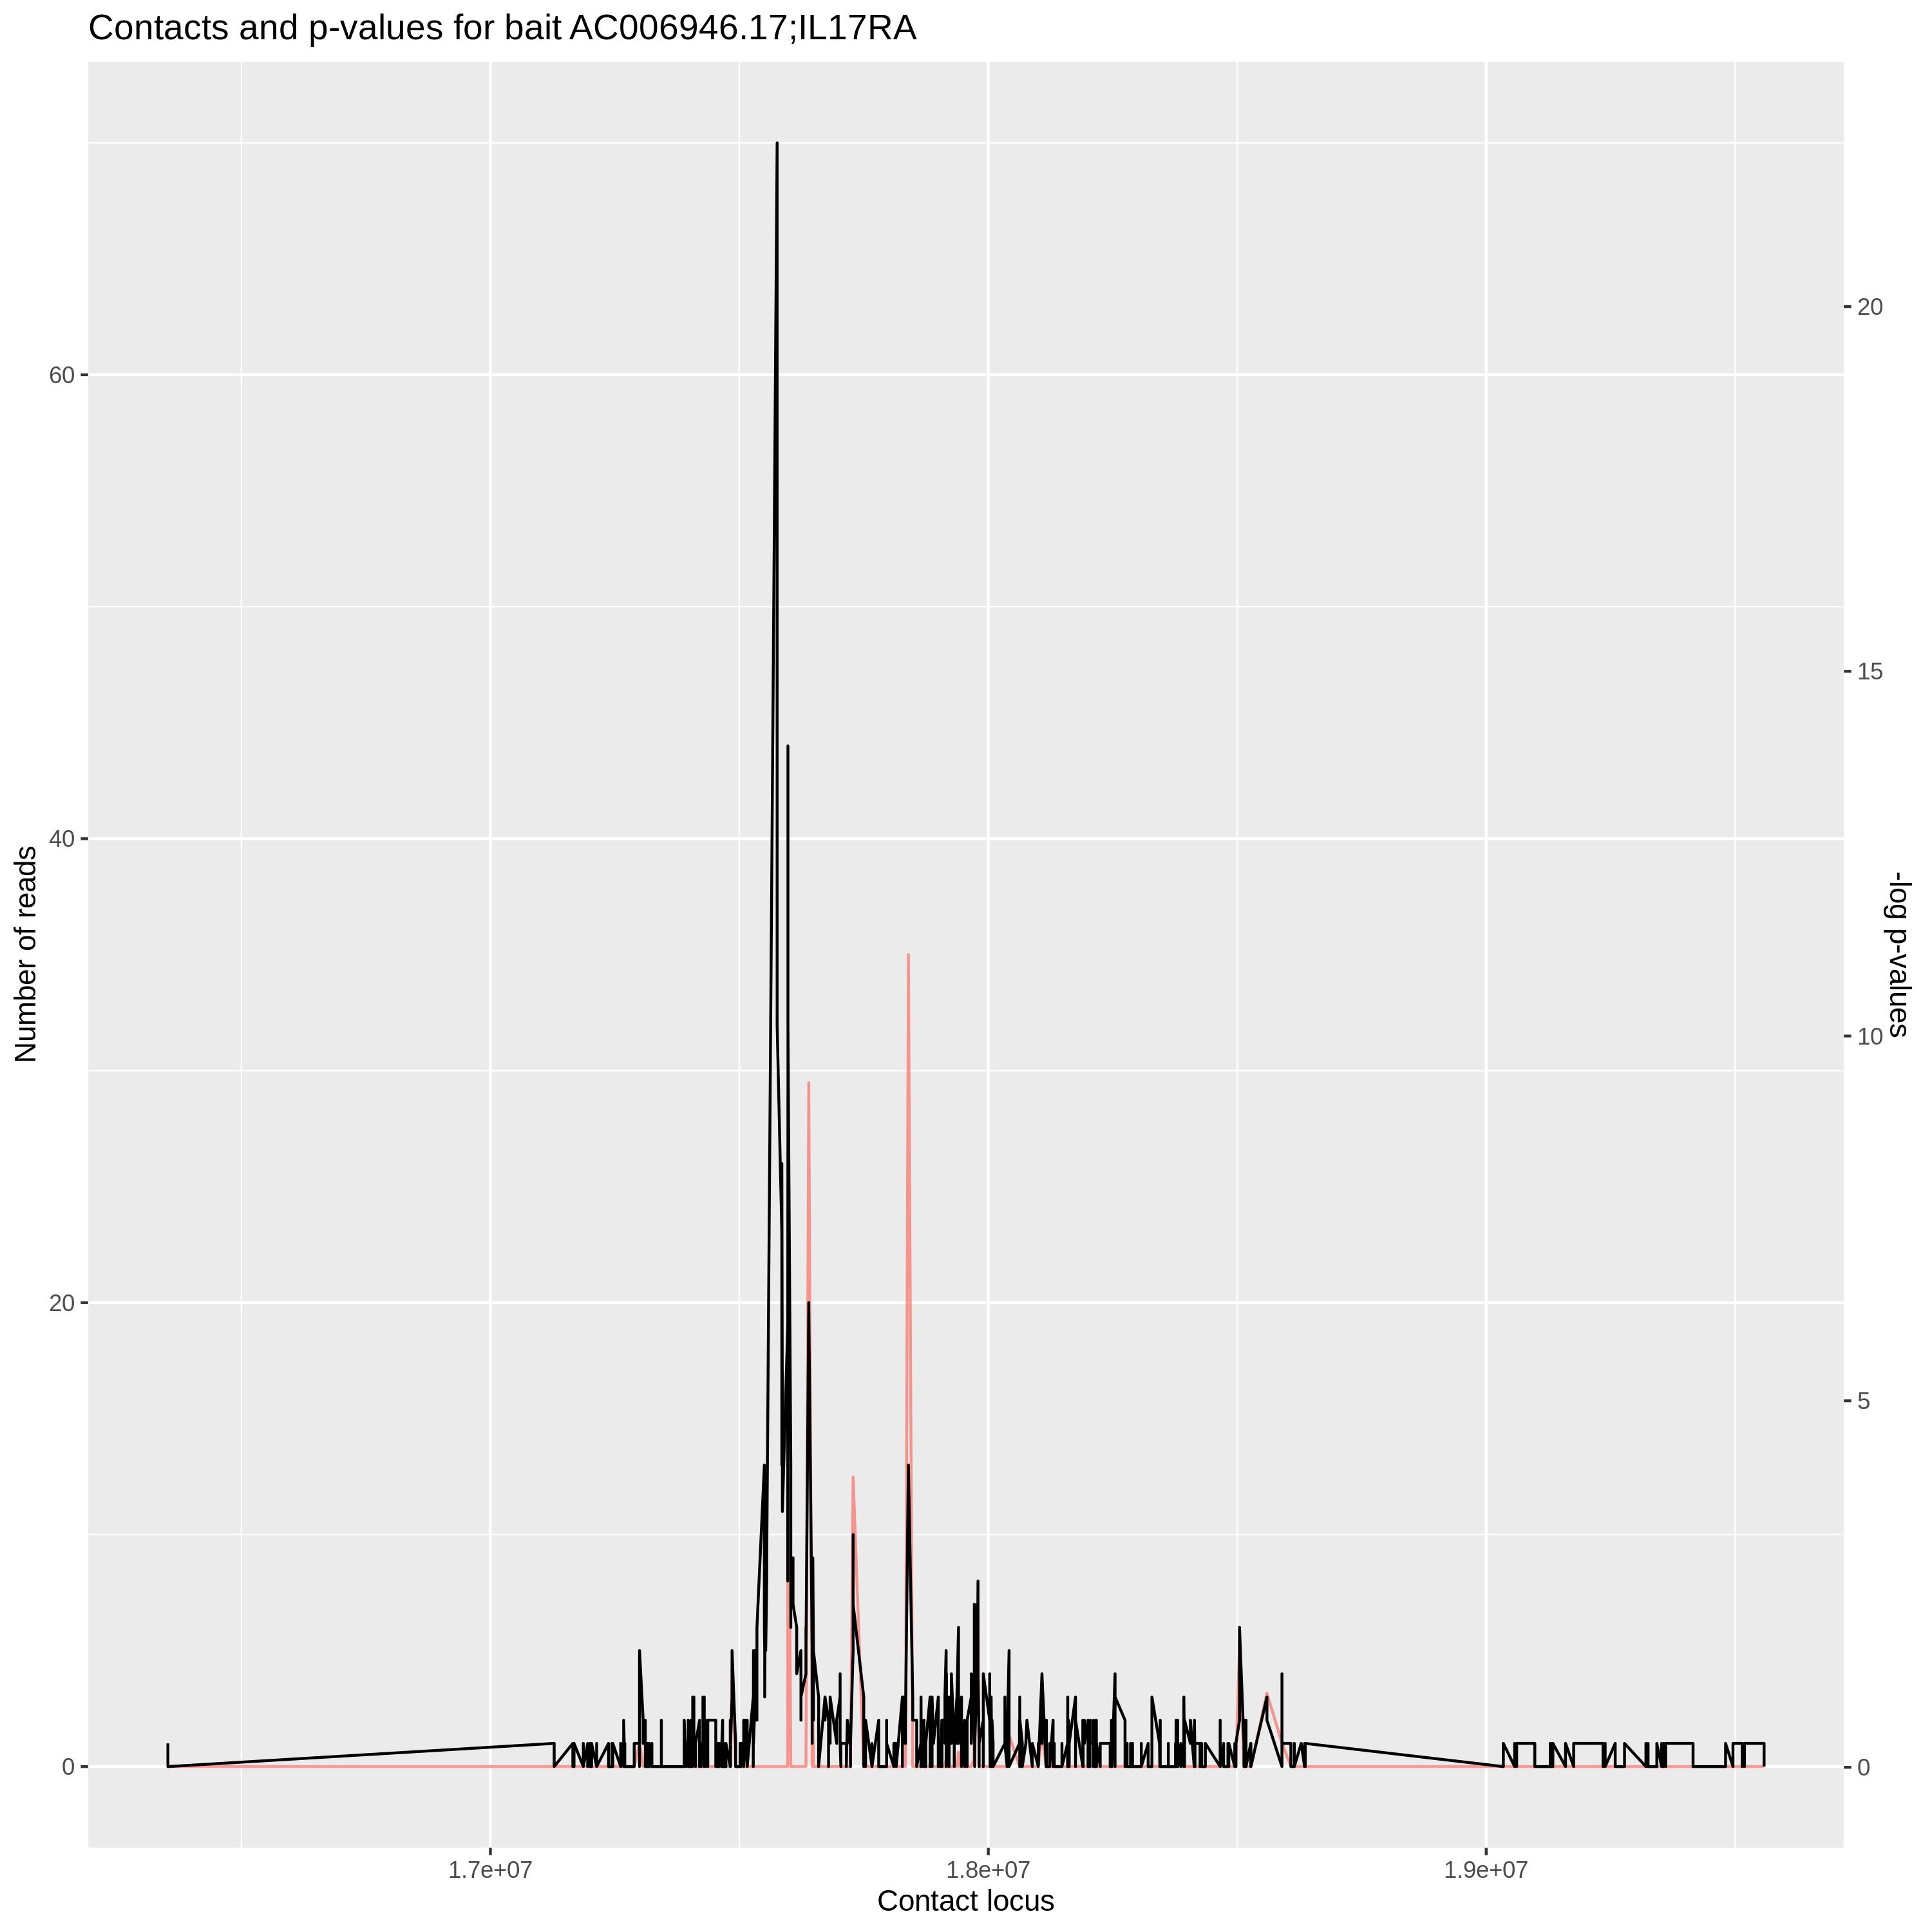 Contacts and p-values for bait AC006946.17;IL17RA
Number of reads
60
40
20
0
20
15
10
5
0
-log p-values
1.7e+07
1.8e+07
1.9e+07
Contact locus